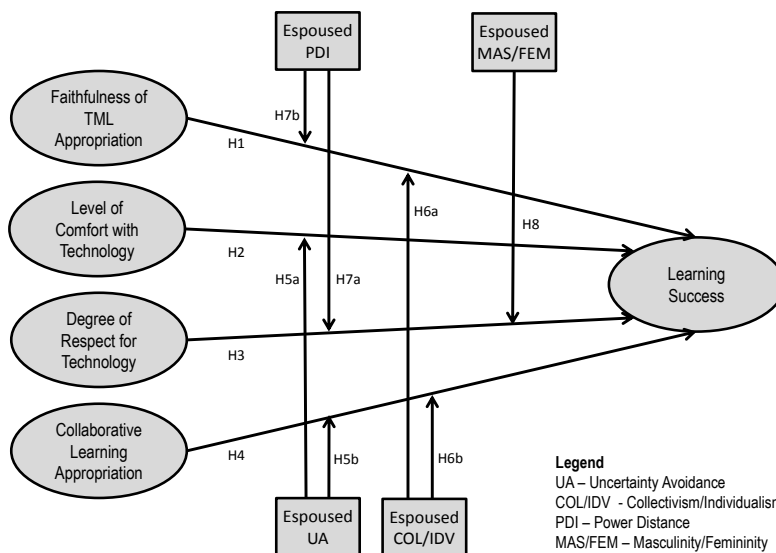 Espoused
PDI
Espoused
MAS/FEM
Faithfulness of
TML
Appropriation
H7b
H1
Level of
Comfort with
Technology
H6a
H8
H2
H5a
H7a
Learning
Success
Degree of
Respect for
Technology
H3
Collaborative
Learning
Appropriation
H4
H5b
H6b
Espoused
UA
Espoused
COL/IDV
Legend
UA – Uncertainty Avoidance
COL/IDV - Collectivism/Individualism
PDI – Power Distance
MAS/FEM – Masculinity/Femininity